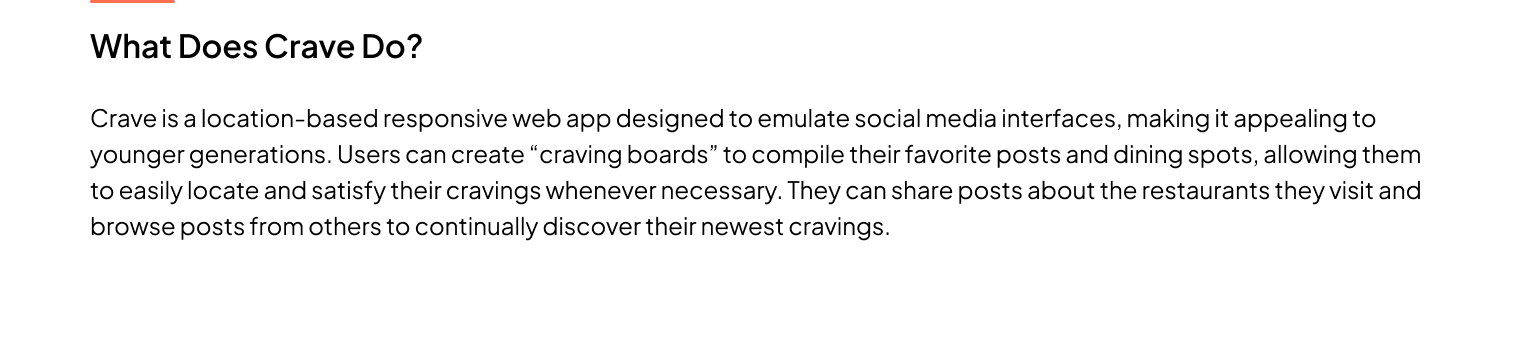 What Does Crave Do?
Crave is a location-based responsive web app designed to emulate social media interfaces, making it appealing to
younger generations. Users can create “craving boards” to compile their favorite posts and dining spots, allowing them
to easily locate and satisfy their cravings whenever necessary. They can share posts about the restaurants they visit and
browse posts from others to continually discover their newest cravings.